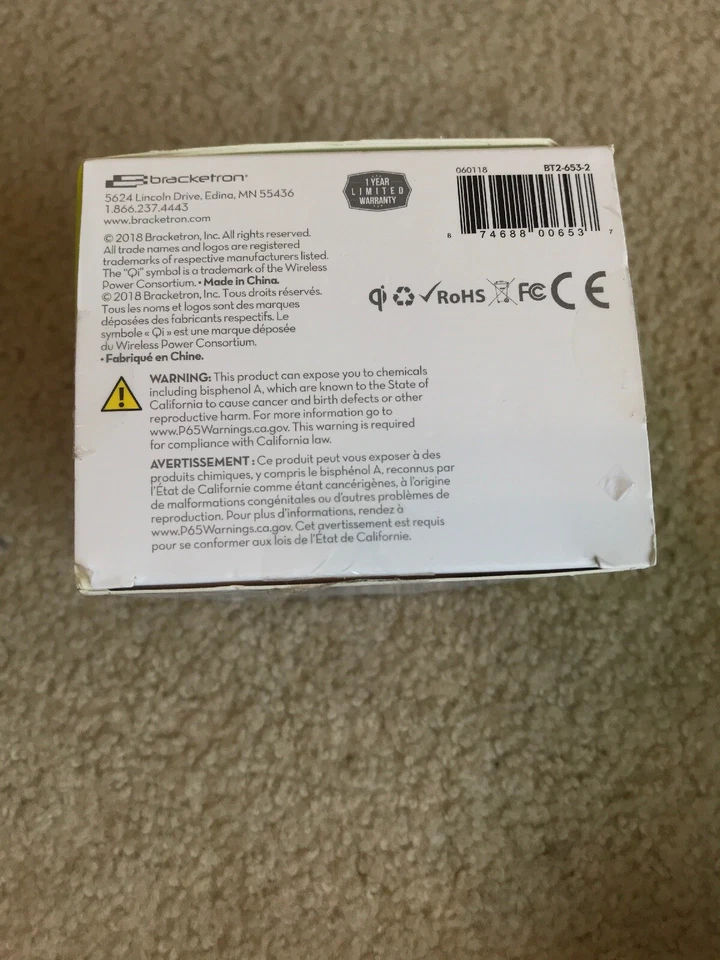 bracketron®
5624 Lincoln Drive, Edina, MN 55436
1.866.237.4443
www.bracketron.com
1 YEAR
LIMITED
WARRANTY
060118
BT2-653-2
8 74688 00653 7
© 2018 Bracketron, Inc. All rights reserved.
All trade names and logos are registered
trademarks of respective manufacturers listed.
The "Qi" symbol is a trademark of the Wireless
Power Consortium. • Made in China.
© 2018 Bracketron, Inc. Tous droits réservés.
Tous les noms et logos sont des marques
déposées des fabricants respectifs. Le
symbole « Qi » est une marque déposée
du Wireless Power Consortium.
• Fabriqué en Chine.
qi ✓RoHS FC CE
WARNING: This product can expose you to chemicals
including bisphenol A, which are known to the State of
California to cause cancer and birth defects or other
reproductive harm. For more information go to
www.P65Warnings.ca.gov. This warning is required
for compliance with California law.
AVERTISSEMENT : Ce produit peut vous exposer à des
produits chimiques, y compris le bisphénol A, reconnus par
l'État de Californie comme étant cancérigènes, à l'origine
de malformations congénitales ou d'autres problèmes de
reproduction. Pour plus d'informations, rendez à
www.P65Warnings.ca.gov. Cet avertissement est requis
pour se conformer aux lois de l'État de Californie.